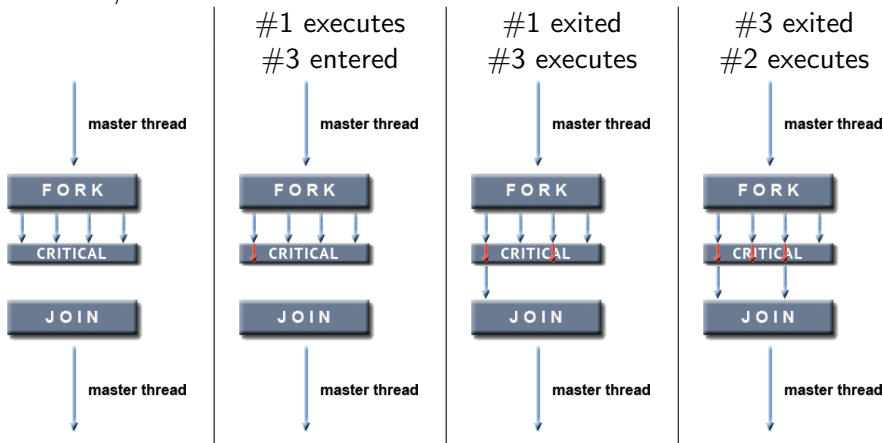 #1 executes
#3 entered
#1 exited
#3 executes
#3 exited
#2 executes
master thread
master thread
master thread
master thread
FORK
FORK
FORK
FORK
CRITICAL
CRITICAL
CRITICAL
CRITICAL
JOIN
JOIN
JOIN
JOIN
master thread
master thread
master thread
master thread